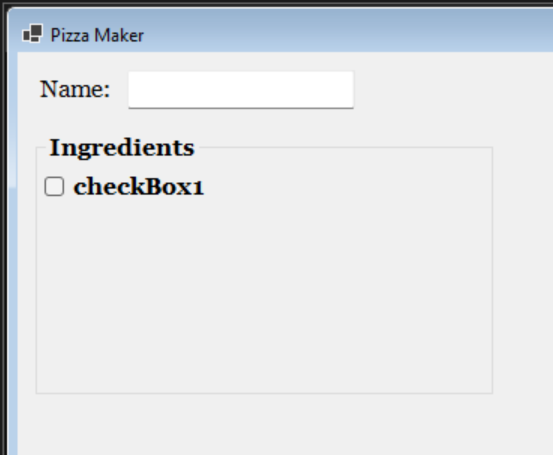 Pizza Maker
Name:
Ingredients
checkBox1